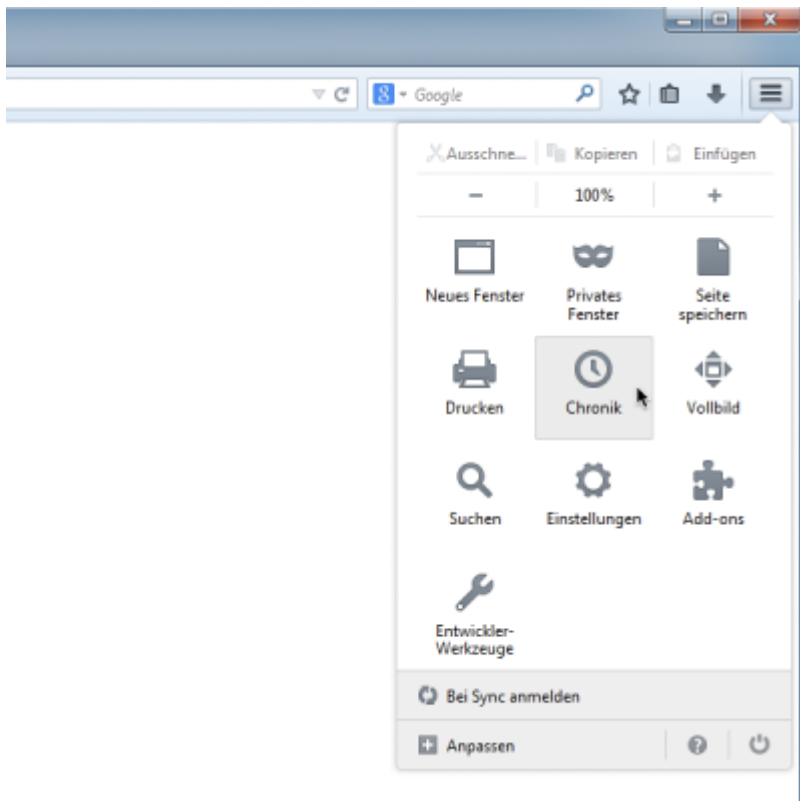 8 Google
Ausschne... Kopieren Einfügen
− 100% +
Neues Fenster Privates Fenster Seite speichern
Drucken Chronik Vollbild
Suchen Einstellungen Add-ons
Entwickler-
Werkzeuge
Bei Sync anmelden
Anpassen